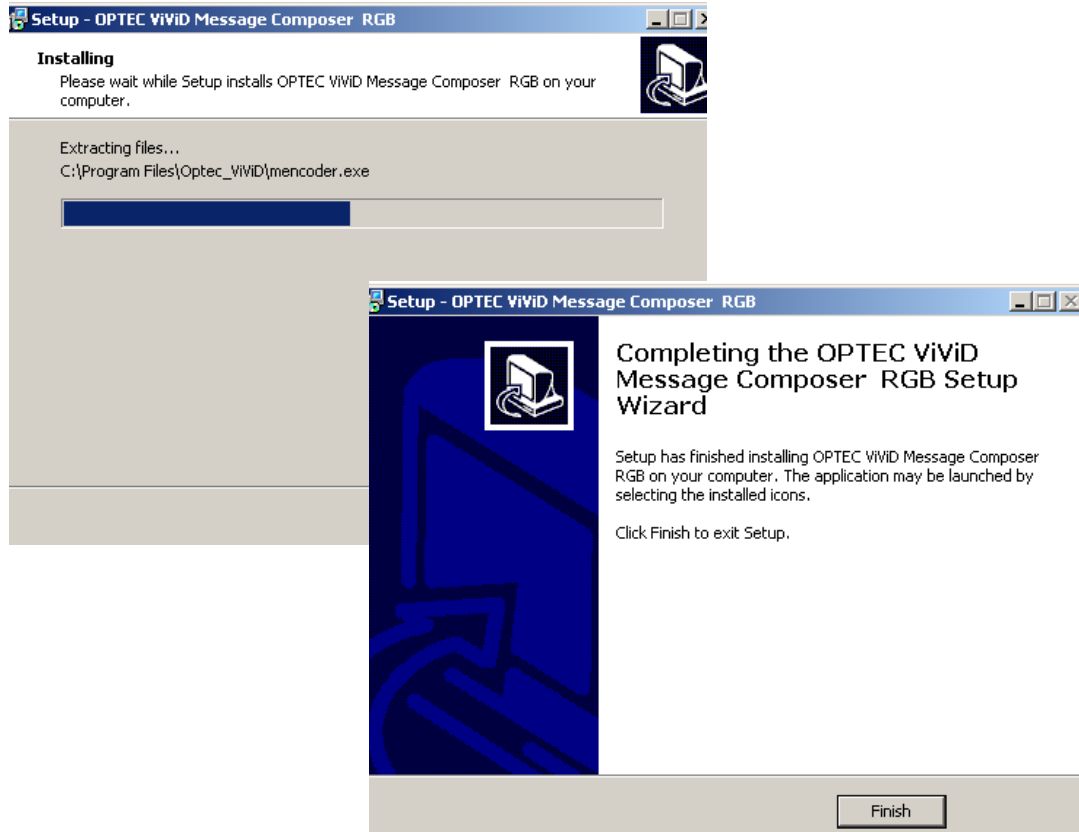 Setup - OPTEC ViViD Message Composer  RGB
Installing
Please wait while Setup installs OPTEC ViViD Message Composer  RGB on your
computer.
Extracting files...
C:\Program Files\Optec_ViViD\mencoder.exe
Setup - OPTEC ViViD Message Composer  RGB
Completing the OPTEC ViViD
Message Composer  RGB Setup
Wizard
Setup has finished installing OPTEC ViViD Message Composer
RGB on your computer. The application may be launched by
selecting the installed icons.
Click Finish to exit Setup.
Finish